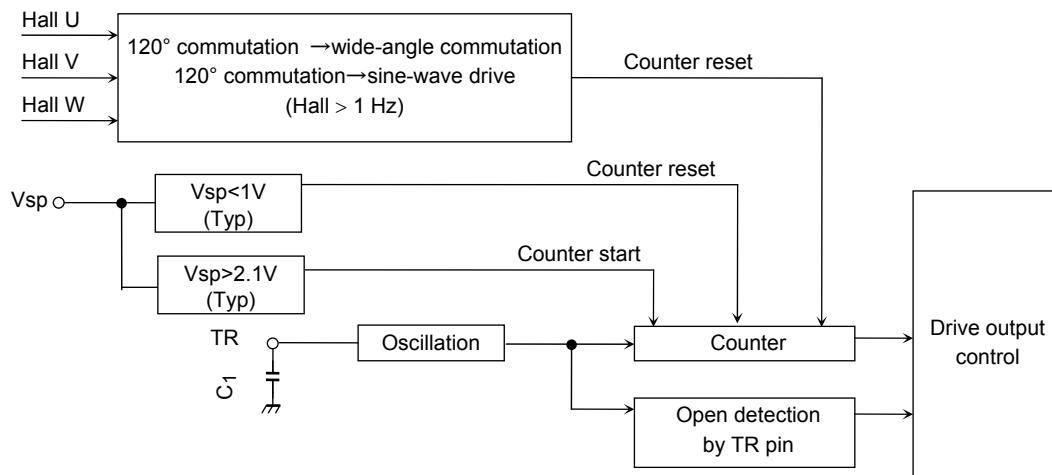 Hall U
Hall V
Hall W
120° commutation →wide-angle commutation
120° commutation→sine-wave drive
(Hall > 1 Hz)
Counter reset
Vsp
Vsp<1V
(Typ)
Counter reset
Vsp>2.1V
(Typ)
Counter start
TR
C1
Oscillation
Counter
Open detection
by TR pin
Drive output
control